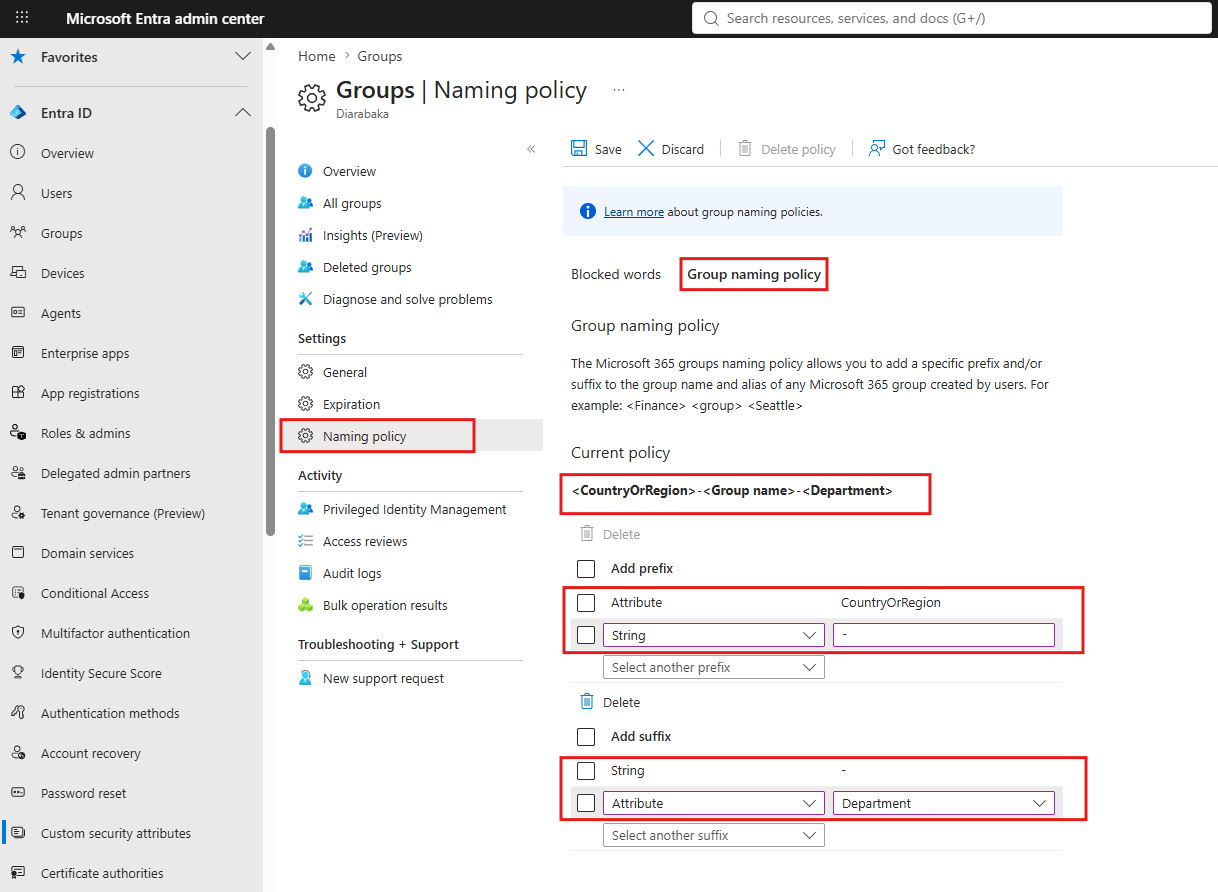 Microsoft Entra admin center
Search resources, services, and docs (G+/)
Favorites
Entra ID
Overview
Users
Groups
Devices
Agents
Enterprise apps
App registrations
Roles & admins
Delegated admin partners
Tenant governance (Preview)
Domain services
Conditional Access
Multifactor authentication
Identity Secure Score
Authentication methods
Account recovery
Password reset
Custom security attributes
Certificate authorities
Home > Groups
Groups | Naming policy ...
Diarabaka
«
Overview
All groups
Insights (Preview)
Deleted groups
Diagnose and solve problems
Settings
General
Expiration
Naming policy
Activity
Privileged Identity Management
Access reviews
Audit logs
Bulk operation results
Troubleshooting + Support
New support request
Save Discard Delete policy Got feedback?
Learn more about group naming policies.
Blocked words Group naming policy
Group naming policy
The Microsoft 365 groups naming policy allows you to add a specific prefix and/or
suffix to the group name and alias of any Microsoft 365 group created by users. For
example: <Finance> <group> <Seattle>
Current policy
<CountryOrRegion>-<Group name>-<Department>
Delete
Add prefix
Attribute CountryOrRegion
String -
Select another prefix
Delete
Add suffix
String -
Attribute Department
Select another suffix